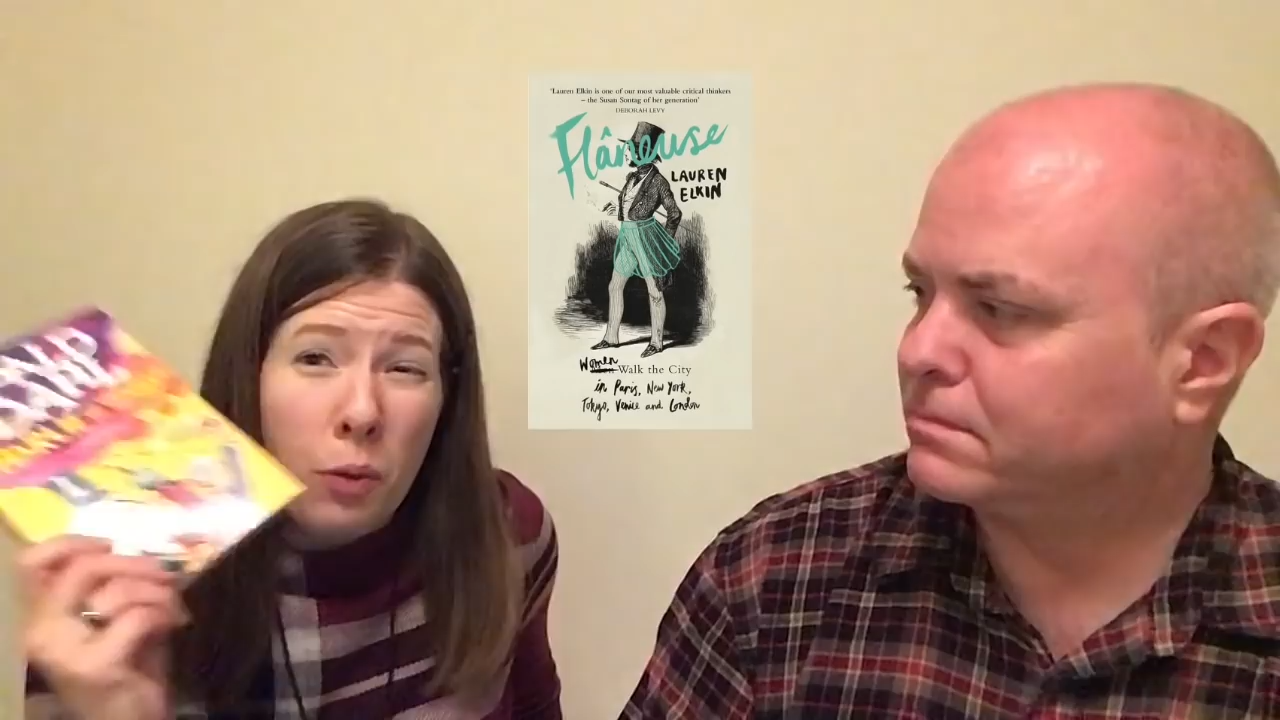 'Lauren Elkin is one of our most valuable critical thinkers
– the Susan Sontag of her generation'
DEBORAH LEVY
Flâneuse
LAUREN
ELKIN
Women
Walk the City
in Paris, New York,
Tokyo, Venice and London